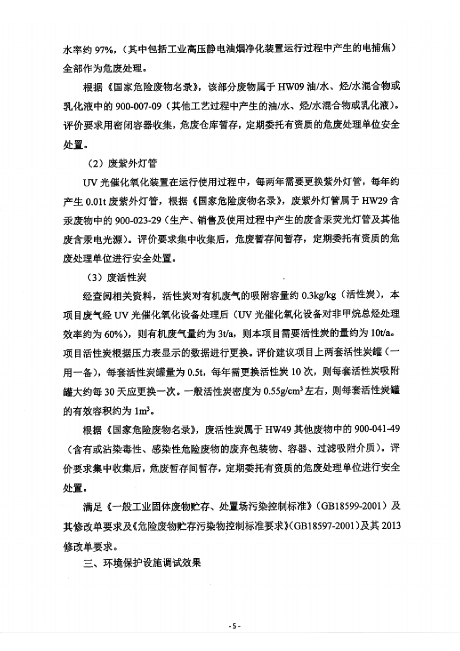 水率约 97%，（其中包括工业高压静电油烟净化装置运行过程中产生的电捕焦）
全部作为危废处理。
根据《国家危险废物名录》，该部分废物属于 HW09 油/水、烃/水混合物或
乳化液中的 900-007-09（其他工艺过程中产生的油/水、烃/水混合物或乳化液）。
评价要求用密闭容器收集，危废仓库暂存，定期委托有资质的危废处理单位安全
处置。
（2）废紫外灯管
UV 光催化氧化装置在运行使用过程中，每两年需要更换紫外灯管，每年约
产生 0.01t 废紫外灯管，根据《国家危险废物名录》，废紫外灯管属于 HW29 含
汞废物中的 900-023-29（生产、销售及使用过程中产生的废含汞荧光灯管及其他
废含汞电光源）。评价要求集中收集后，危废暂存间暂存，定期委托有资质的危
废处理单位进行安全处置。
（3）废活性炭
经查阅相关资料，活性炭对有机废气的吸附容量约 0.3kg/kg（活性炭），本
项目废气经 UV 光催化氧化设备处理后（UV 光催化氧化设备对非甲总烃处理
效率约为 60%），则有机废气量约为 3t/a，则本项目需要活性炭的量约为 10t/a。
项目活性炭根据压力表显示的数据进行更换。评价建议项目上两套活性炭罐（一
用一备），每套活性炭罐量为 0.5t，每年需更换活性炭 10 次，则每套活性炭吸附
罐大约每 30 天应更换一次。一般活性炭密度为 0.55g/cm³ 左右，则每套活性炭罐
的有效容积约为 1m³。
根据《国家危险废物名录》，废活性炭属于 HW49 其他废物中的 900-041-49
（含有或沾染毒性、感染性危险废物的废弃包装物、容器、过滤吸附介质），评
价要求集中收集后，危废暂存间暂存，定期委托有资质的危废处理单位进行安全
处置。
满足《一般工业固体废物贮存、处置场污染控制标准》（GB18599-2001）及
其修改单要求及《危险废物贮存污染物控制标准要求》（GB18597-2001）及其 2013
修改单要求。
三、环境保护设施调试效果
- 5 -